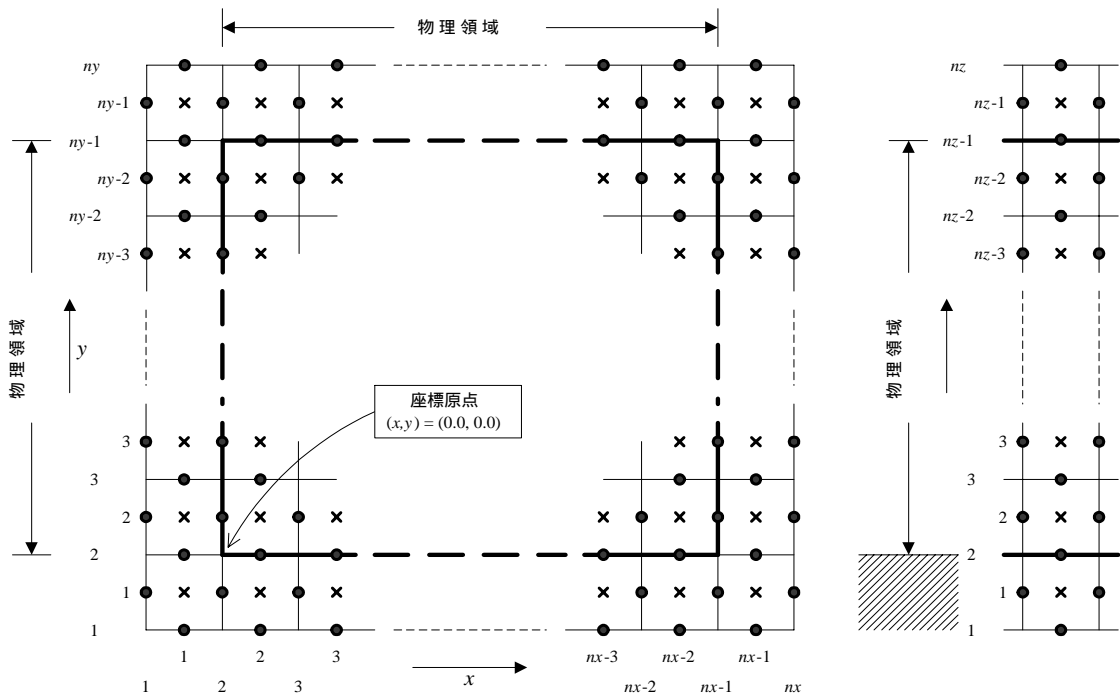 物理領域
ny
ny-1
ny-1
ny-2
ny-2
ny-3
物理領域
y
座標原点
(x,y) = (0.0, 0.0)
3
3
2
2
1
1
1 2 3 nx-3 nx-2 nx-1
x
1 2 3 nx-2 nx-1 nx
nz
nz-1
nz-1
nz-2
nz-2
nz-3
物理領域
3
3
2
2
1
1